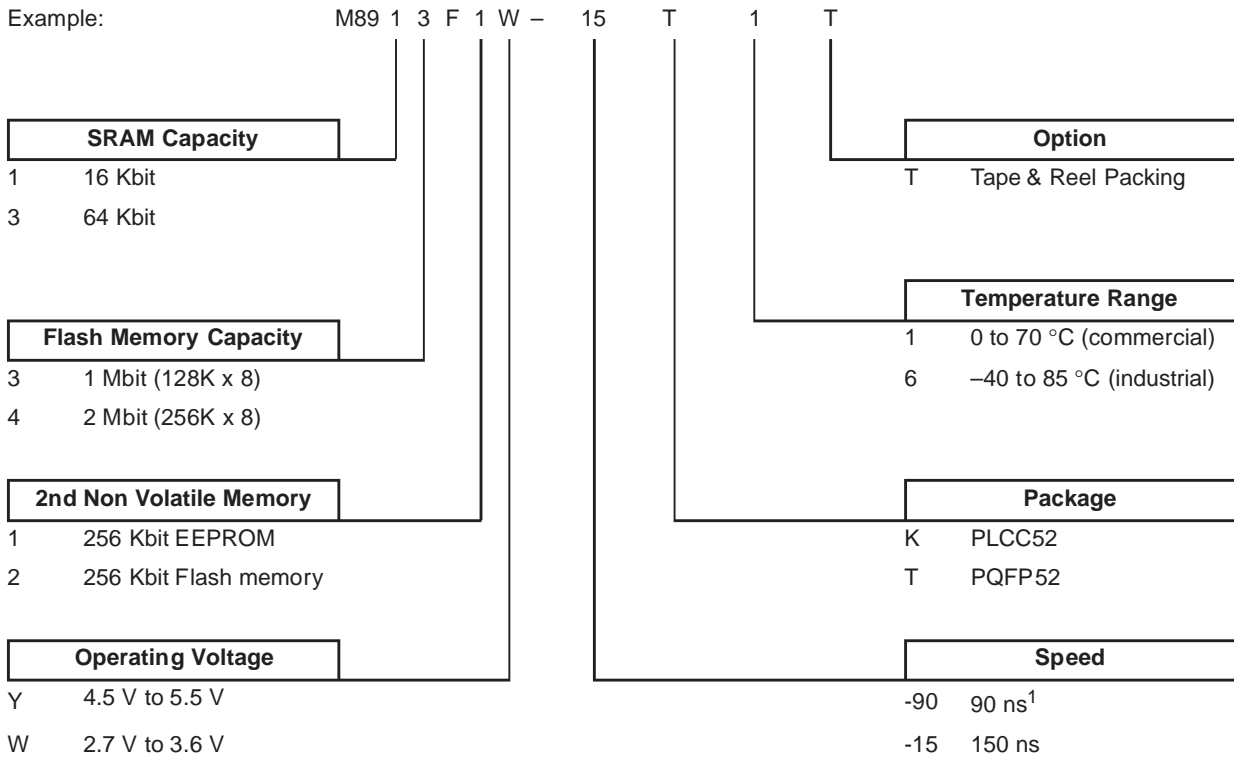 Example: M89 1 3 F 1 W – 15 T 1 T
SRAM Capacity
1 16 Kbit
3 64 Kbit
Flash Memory Capacity
3 1 Mbit (128K x 8)
4 2 Mbit (256K x 8)
2nd Non Volatile Memory
1 256 Kbit EEPROM
2 256 Kbit Flash memory
Operating Voltage
Y 4.5 V to 5.5 V
W 2.7 V to 3.6 V
Option
T Tape & Reel Packing
Temperature Range
1 0 to 70 °C (commercial)
6 –40 to 85 °C (industrial)
Package
K PLCC52
T PQFP52
Speed
-90 90 ns1
-15 150 ns